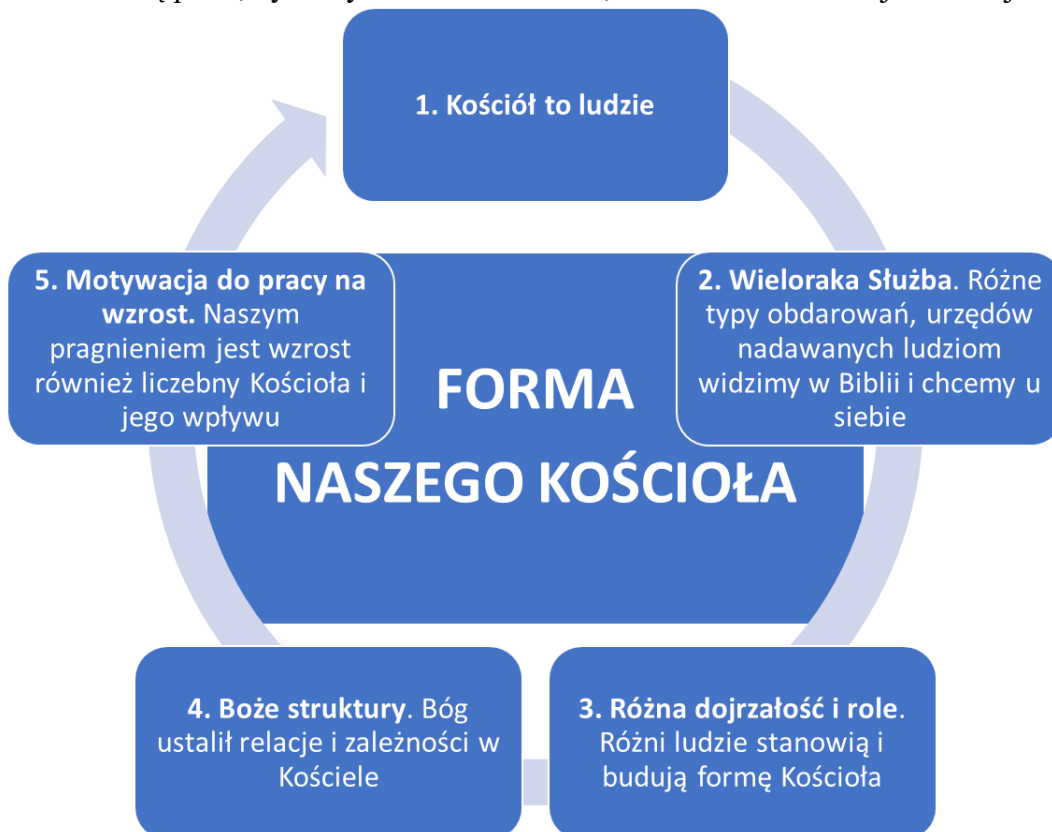 1. Kościół to ludzie
2. Wieloraka Służba. Różne
typy obdarowań, urzędów
nadawanych ludziom
widzimy w Biblii i chcemy u
siebie
3. Różna dojrzałość i role.
Różni ludzie stanowią i
budują formę Kościoła
4. Boże struktury. Bóg
ustalił relacje i zależności w
Kościele
5. Motywacja do pracy na
wzrost. Naszym
pragnieniem jest wzrost
również liczebny Kościoła i
jego wpływu
FORMA
NASZEGO KOŚCIOŁA